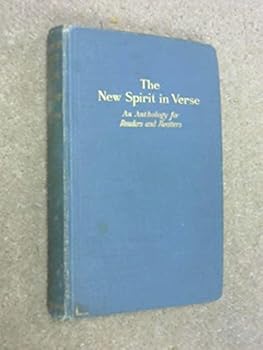 The
New Spirit in Verse
An Anthology for
Readers and Reciters